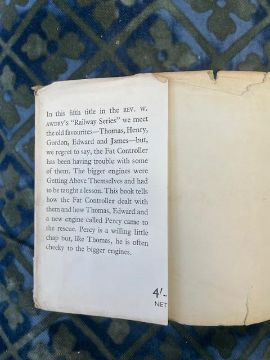 In this fifth title in the REV. W.
AWDRY'S "Railway Series" we meet
the old favourites—Thomas, Henry,
Gordon, Edward and James—but,
we regret to say, the Fat Controller
has been having trouble with some
of them. The bigger engines were
Getting Above Themselves and had
to be taught a lesson. This book tells
how the Fat Controller dealt with
them and how Thomas, Edward and
a new engine called Percy came to
the rescue. Percy is a willing little
chap but, like Thomas, he is often
cheeky to the bigger engines.
4/-
NET